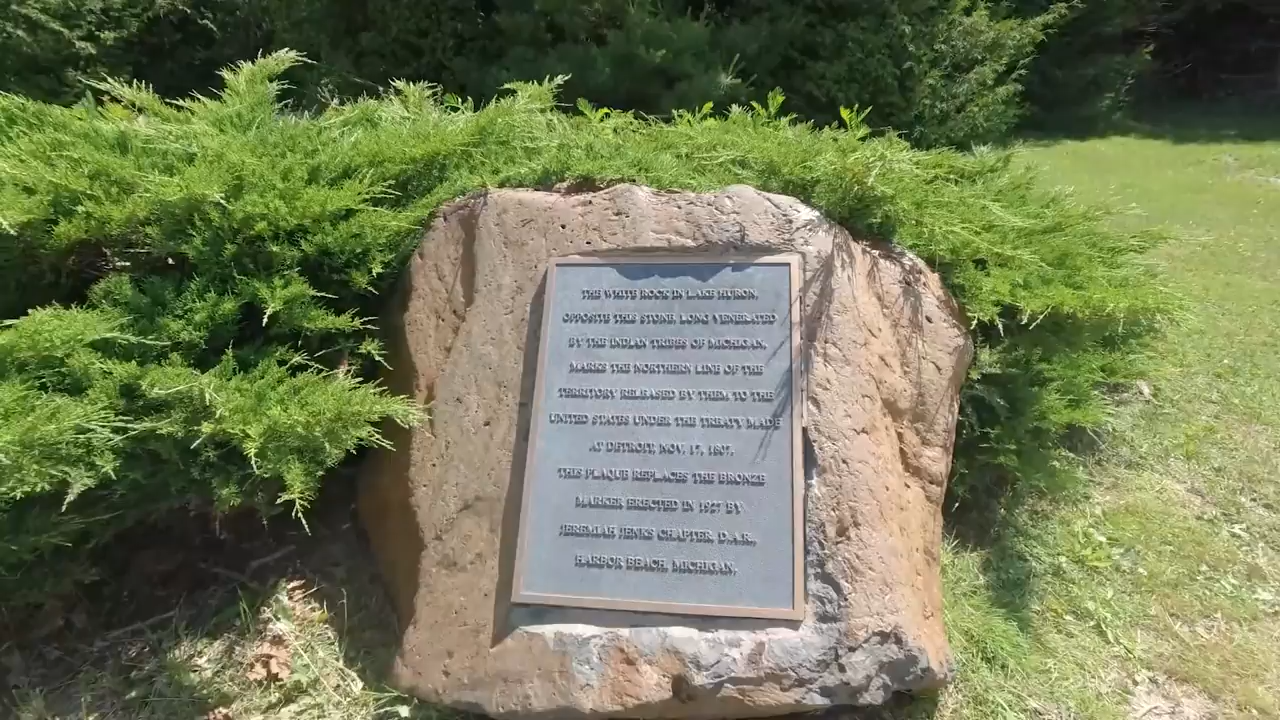 THE WHITE ROCK IN LAKE HURON,
OPPOSITE THIS STONE, LONG VENERATED
BY THE INDIAN TRIBES OF MICHIGAN,
MARKS THE NORTHERN LINE OF THE
TERRITORY RELEASED BY THEM TO THE
UNITED STATES UNDER THE TREATY MADE
AT DETROIT, NOV. 17, 1807.
THIS PLAQUE REPLACES THE BRONZE
MARKER ERECTED IN 1927 BY
JEREMIAH JENKS CHAPTER, D.A.R.,
HARBOR BEACH, MICHIGAN.